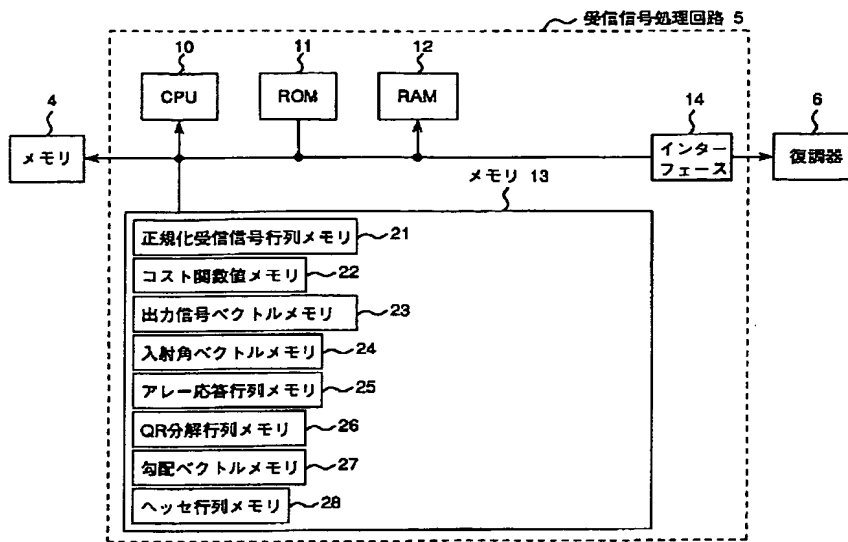 受信信号処理回路 5
10
11
12
CPU
ROM
RAM
4
メモリ
14
インターフェース
6
復調器
メモリ 13
正規化受信信号行列メモリ 21
コスト関数値メモリ 22
出力信号ベクトルメモリ 23
入射角ベクトルメモリ 24
アレー応答行列メモリ 25
QR分解行列メモリ 26
勾配ベクトルメモリ 27
ヘッセ行列メモリ 28